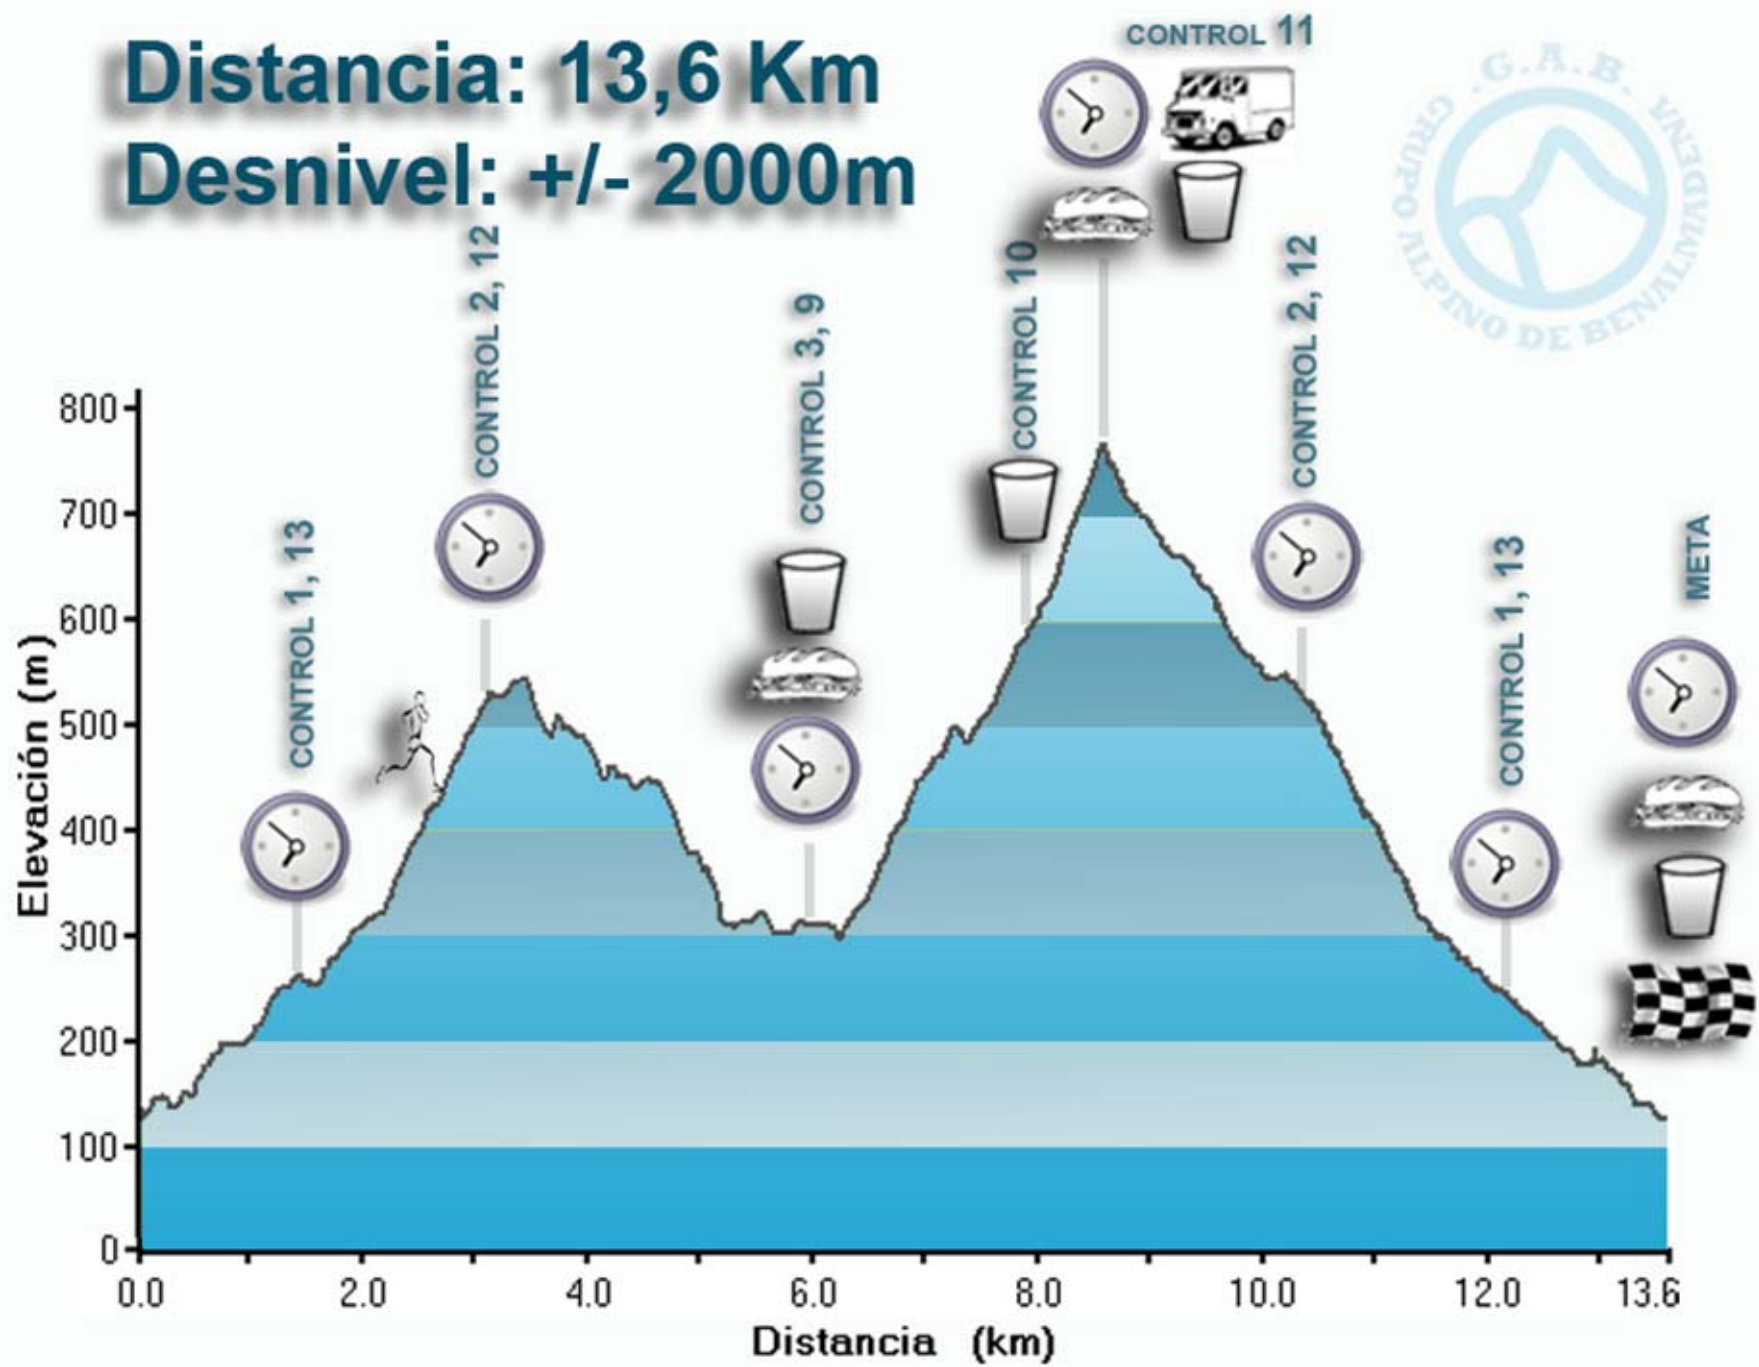 Distancia: 13,6 Km
Desnivel: +/- 2000m
CONTROL 11
G.A.B.
GRUPO ALPINO DE BENALMADENA
CONTROL 1, 13
CONTROL 2, 12
CONTROL 3, 9
CONTROL 10
CONTROL 2, 12
CONTROL 1, 13
META
Elevación (m)
800
700
600
500
400
300
200
100
0
0.0 2.0 4.0 6.0 8.0 10.0 12.0 13.6
Distancia (km)